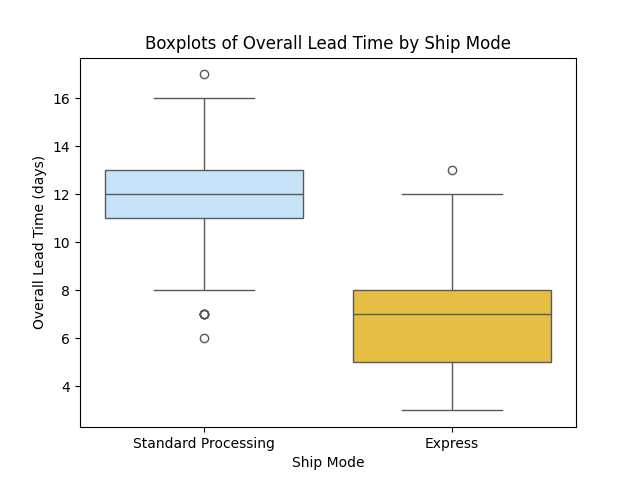 Boxplots of Overall Lead Time by Ship Mode
Overall Lead Time (days)
16
14
12
10
8
6
4
Standard Processing
Express
Ship Mode